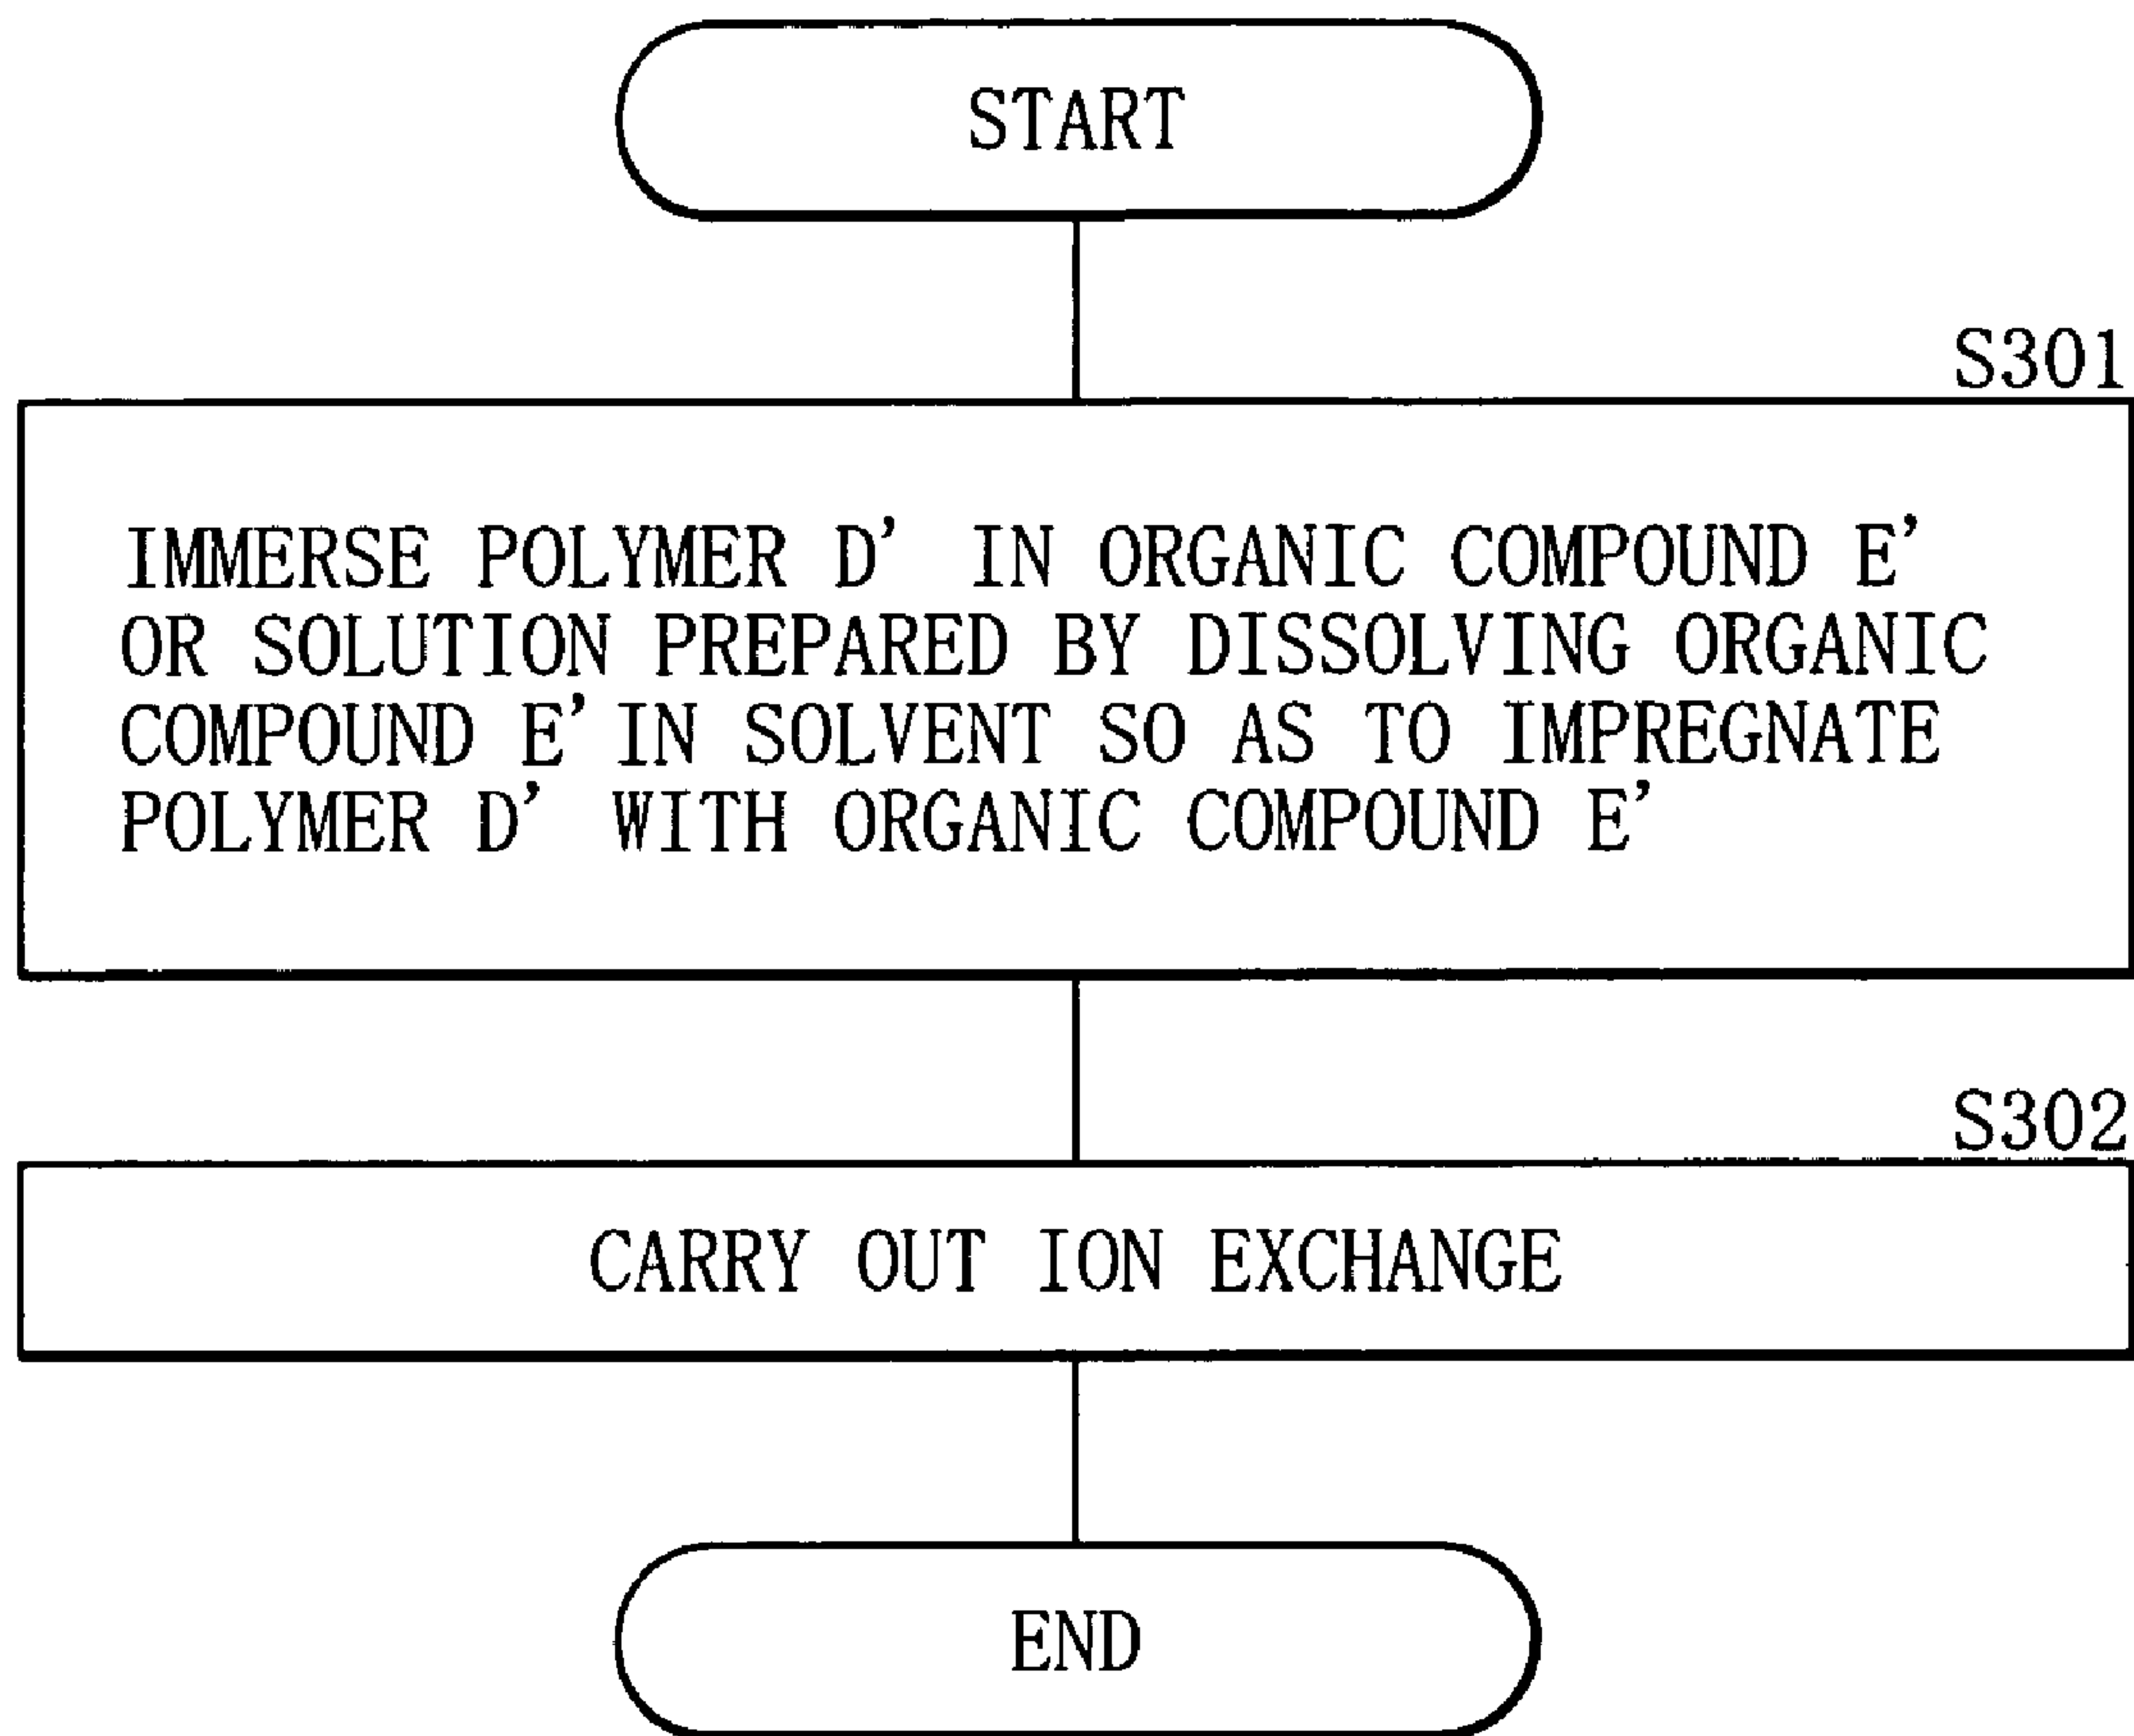 START
S301
IMMERSE POLYMER D' IN ORGANIC COMPOUND E'
OR SOLUTION PREPARED BY DISSOLVING ORGANIC
COMPOUND E' IN SOLVENT SO AS TO IMPREGNATE
POLYMER D' WITH ORGANIC COMPOUND E'
S302
CARRY OUT ION EXCHANGE
END